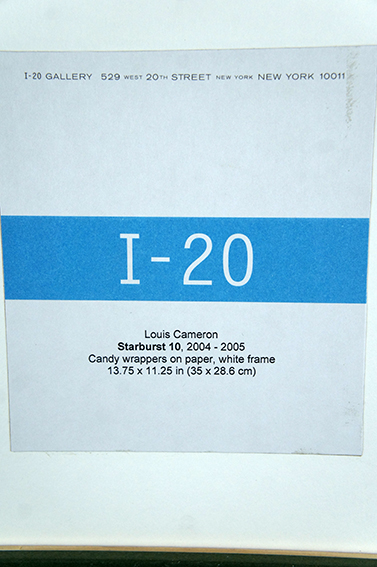 I-20 GALLERY 529 WEST 20TH STREET NEW YORK NEW YORK 10011
I-20
Louis Cameron
Starburst 10, 2004 - 2005
Candy wrappers on paper, white frame
13.75 x 11.25 in (35 x 28.6 cm)